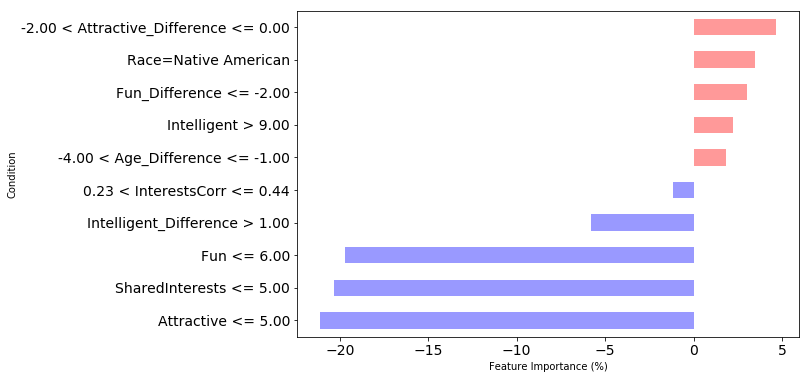 -2.00 < Attractive_Difference <= 0.00
Race=Native American
Fun_Difference <= -2.00
Intelligent > 9.00
-4.00 < Age_Difference <= -1.00
0.23 < InterestsCorr <= 0.44
Intelligent_Difference > 1.00
Fun <= 6.00
SharedInterests <= 5.00
Attractive <= 5.00
Condition
−20 −15 −10 −5 0 5
Feature Importance (%)